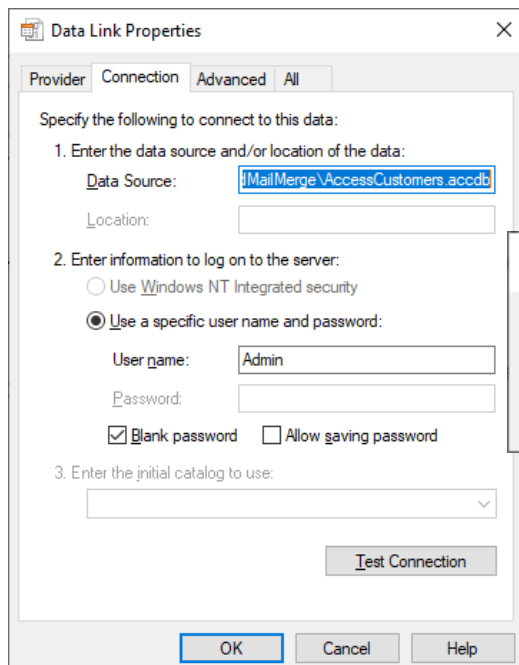 Data Link Properties
Provider Connection Advanced All
Specify the following to connect to this data:
1. Enter the data source and/or location of the data:
Data Source: dMailMerge\AccessCustomers.accdb
Location:
2. Enter information to log on to the server:
Use Windows NT Integrated security
Use a specific user name and password:
User name: Admin
Password:
Blank password Allow saving password
3. Enter the initial catalog to use:
Test Connection
OK Cancel Help